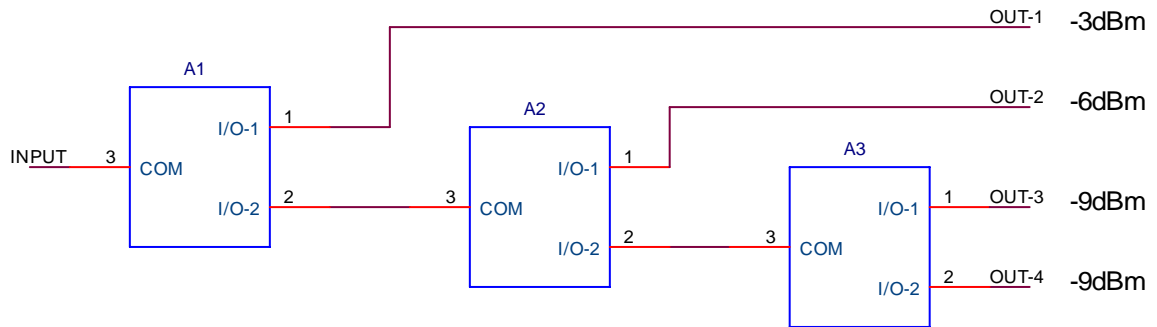 OUT-1 -3dBm
A1
OUT-2 -6dBm
A2
I/O-1 1
INPUT 3 COM
I/O-1 1
A3
I/O-2 2
3 COM
I/O-1 1 OUT-3 -9dBm
I/O-2 2
3 COM
I/O-2 2 OUT-4 -9dBm